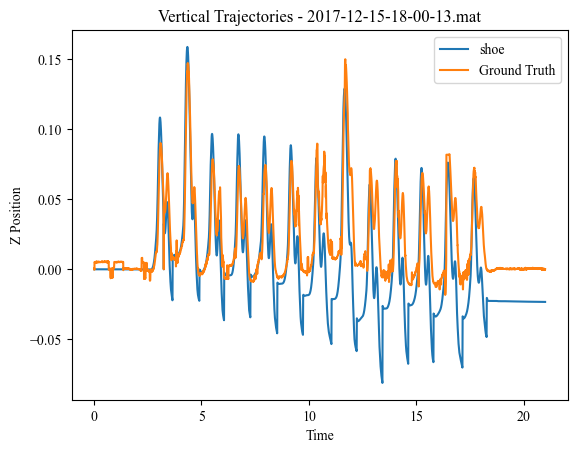 Vertical Trajectories - 2017-12-15-18-00-13.mat
shoe
Ground Truth
0.15
0.10
0.05
0.00
−0.05
Z Position
0
5
10
15
20
Time